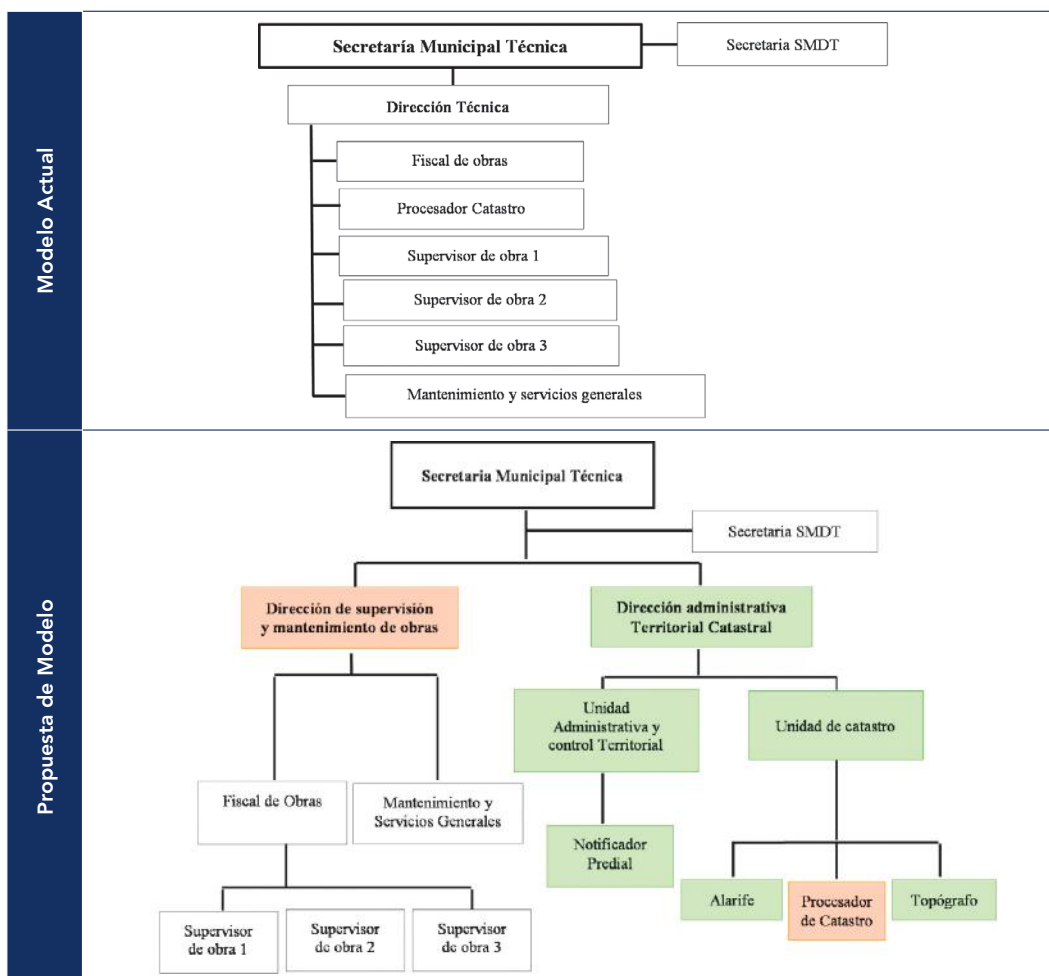 Modelo Actual
Secretaría Municipal Técnica
Secretaria SMDT
Dirección Técnica
Fiscal de obras
Procesador Catastro
Supervisor de obra 1
Supervisor de obra 2
Supervisor de obra 3
Mantenimiento y servicios generales
Propuesta de Modelo
Secretaria Municipal Técnica
Secretaria SMDT
Dirección de supervisión
y mantenimiento de obras
Dirección administrativa
Territorial Catastral
Unidad
Administrativa y
control Territorial
Unidad de catastro
Fiscal de Obras
Mantenimiento y
Servicios Generales
Notificador
Predial
Alarife
Procesador
de Catastro
Topógrafo
Supervisor
de obra 1
Supervisor
de obra 2
Supervisor
de obra 3